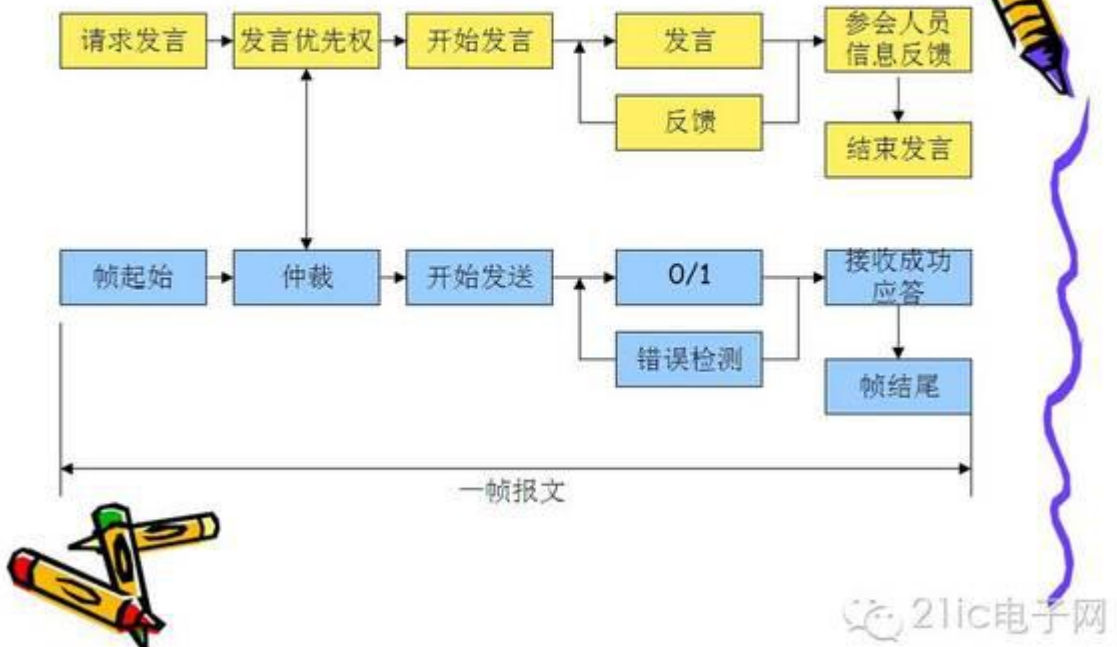 请求发言
发言优先权
开始发言
发言
参会人员
信息反馈
反馈
结束发言
帧起始
仲裁
开始发送
0/1
接收成功
应答
错误检测
帧结尾
一帧报文
21ic电子网